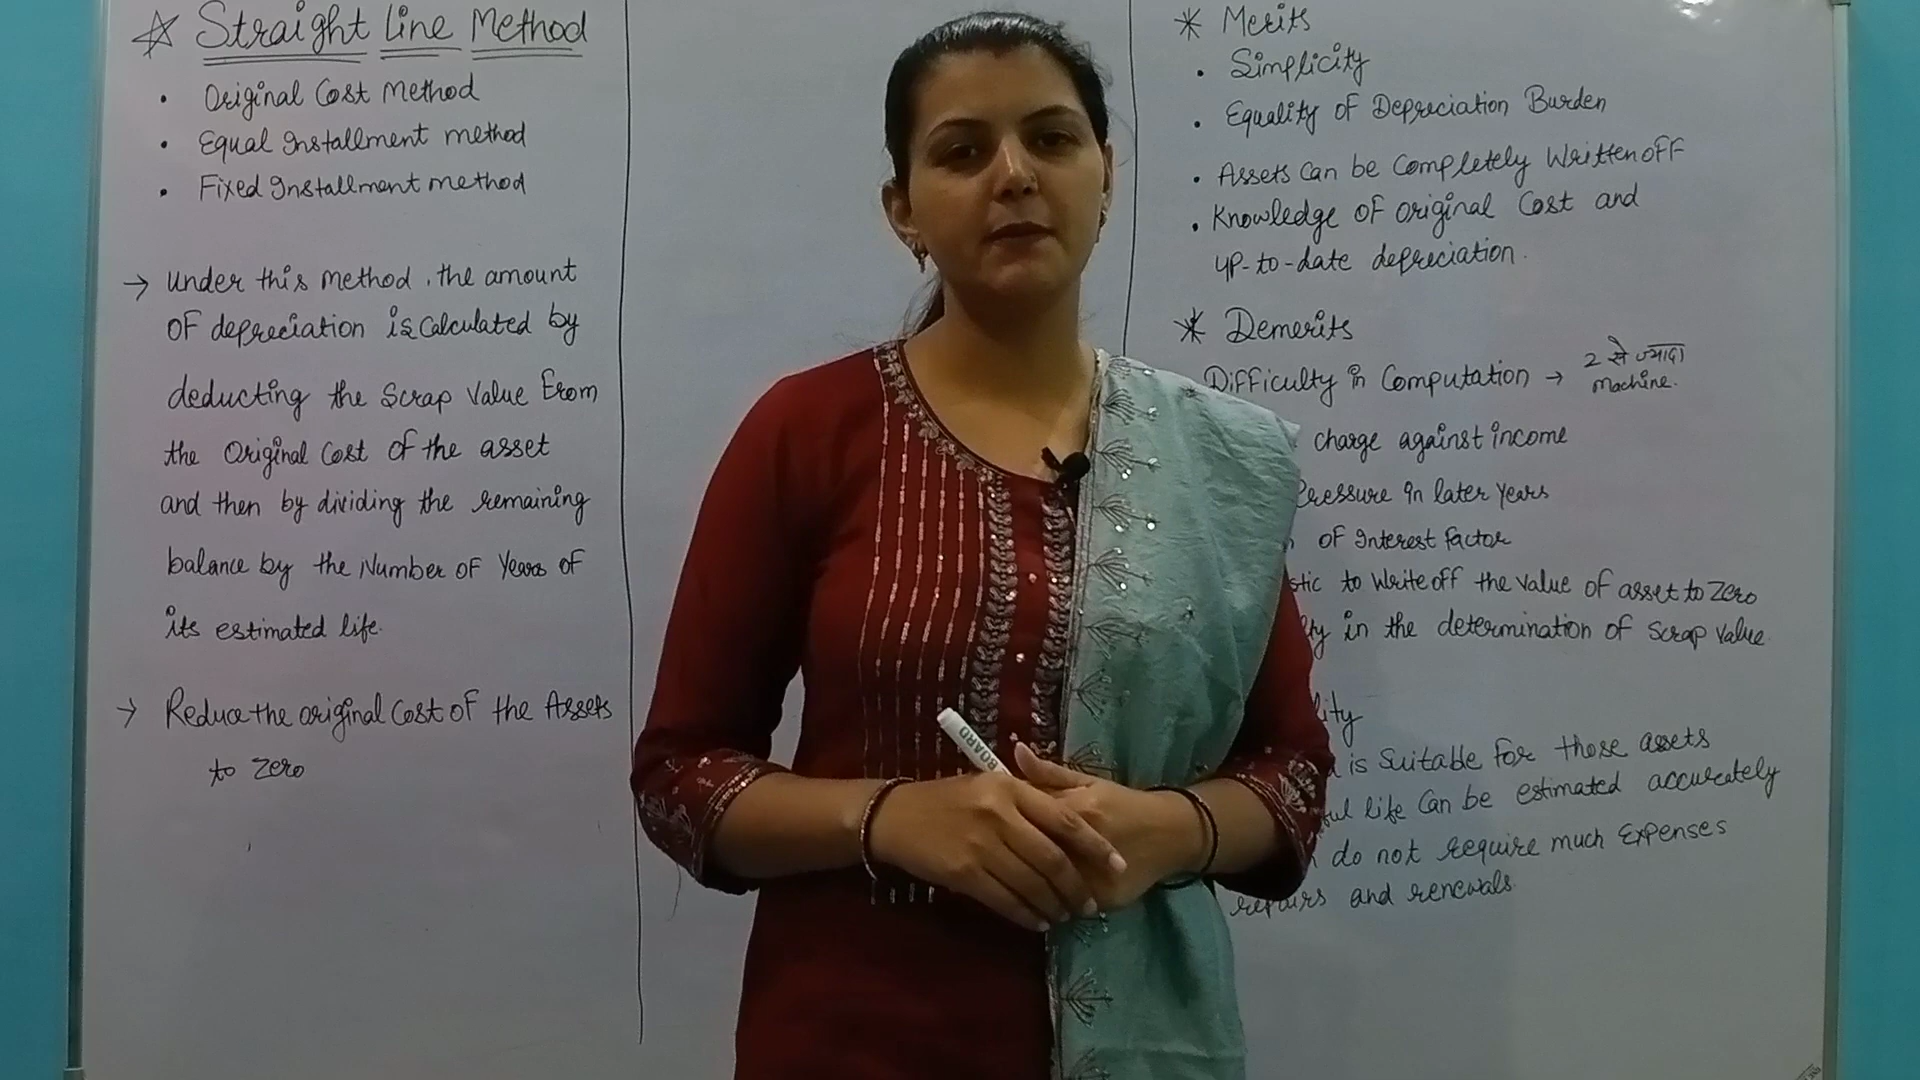 ☆ Straight Line Method
• Original Cost Method
• Equal Installment method
• Fixed Installment method
→ Under this method, the amount
of depreciation is calculated by
deducting the Scrap value From
the Original Cost of the asset
and then by dividing the remaining
balance by the Number of Years of
its estimated life.
→ Reduce the original Cost of the Assets
to Zero
* Merits
• Simplicity
• Equality of Depreciation Burden
• Assets Can be Completely Written off
• Knowledge of original Cost and
up-to-date depreciation.
* Demerits
Difficulty in Computation → 2 से ज्यादा
machine.
charge against income
Pressure in later years
of Interest factor
stic to Write off the value of asset to Zero
lty in the determination of Scrap Value
lity
is Suitable for those assets
ful life Can be estimated accurately
do not require much Expenses
repairs and renewals.
BOARD